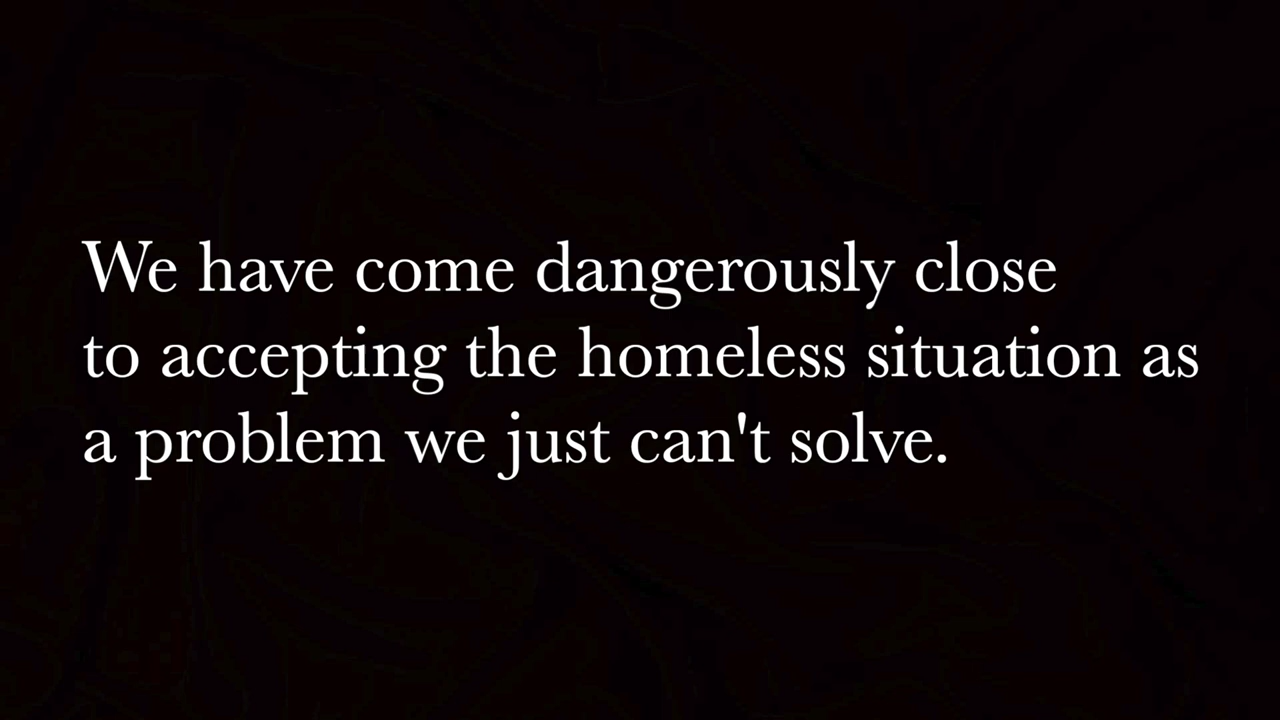 We have come dangerously close
to accepting the homeless situation as
a problem we just can't solve.